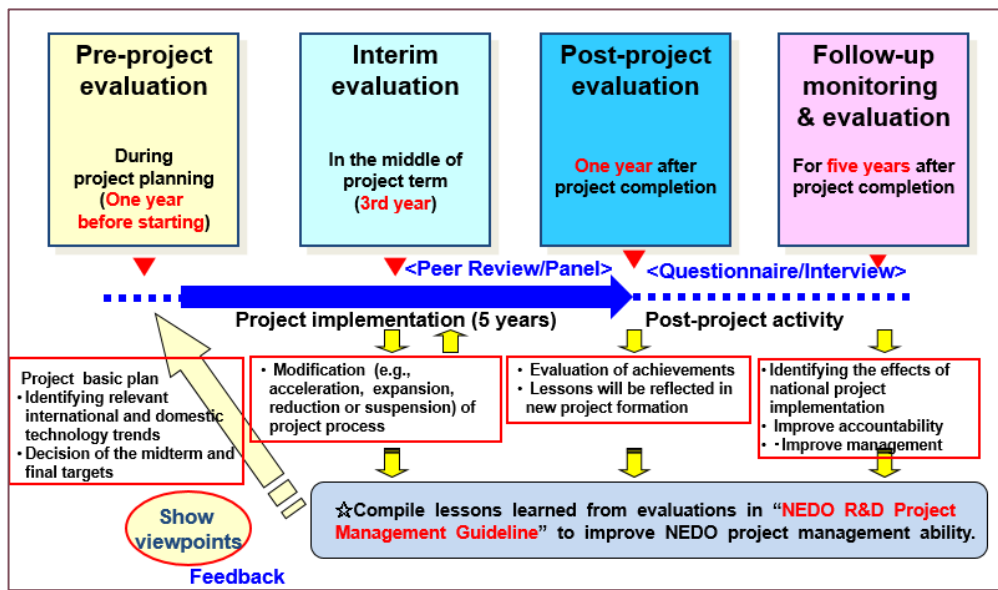 Pre-project
evaluation
During
project planning
(One year
before starting)
Interim
evaluation
In the middle of
project term
(3rd year)
Post-project
evaluation
One year after
project completion
Follow-up
monitoring
& evaluation
For five years after
project completion
<Peer Review/Panel>
<Questionnaire/Interview>
Project implementation (5 years)
Post-project activity
Project basic plan
•Identifying relevant
international and domestic
technology trends
•Decision of the midterm and
final targets
• Modification (e.g.,
acceleration, expansion,
reduction or suspension) of
project process
• Evaluation of achievements
• Lessons will be reflected in
new project formation
•Identifying the effects of
national project
implementation
• Improve accountability
• ・Improve management
☆Compile lessons learned from evaluations in “NEDO R&D Project
Management Guideline” to improve NEDO project management ability.
Show
viewpoints
Feedback